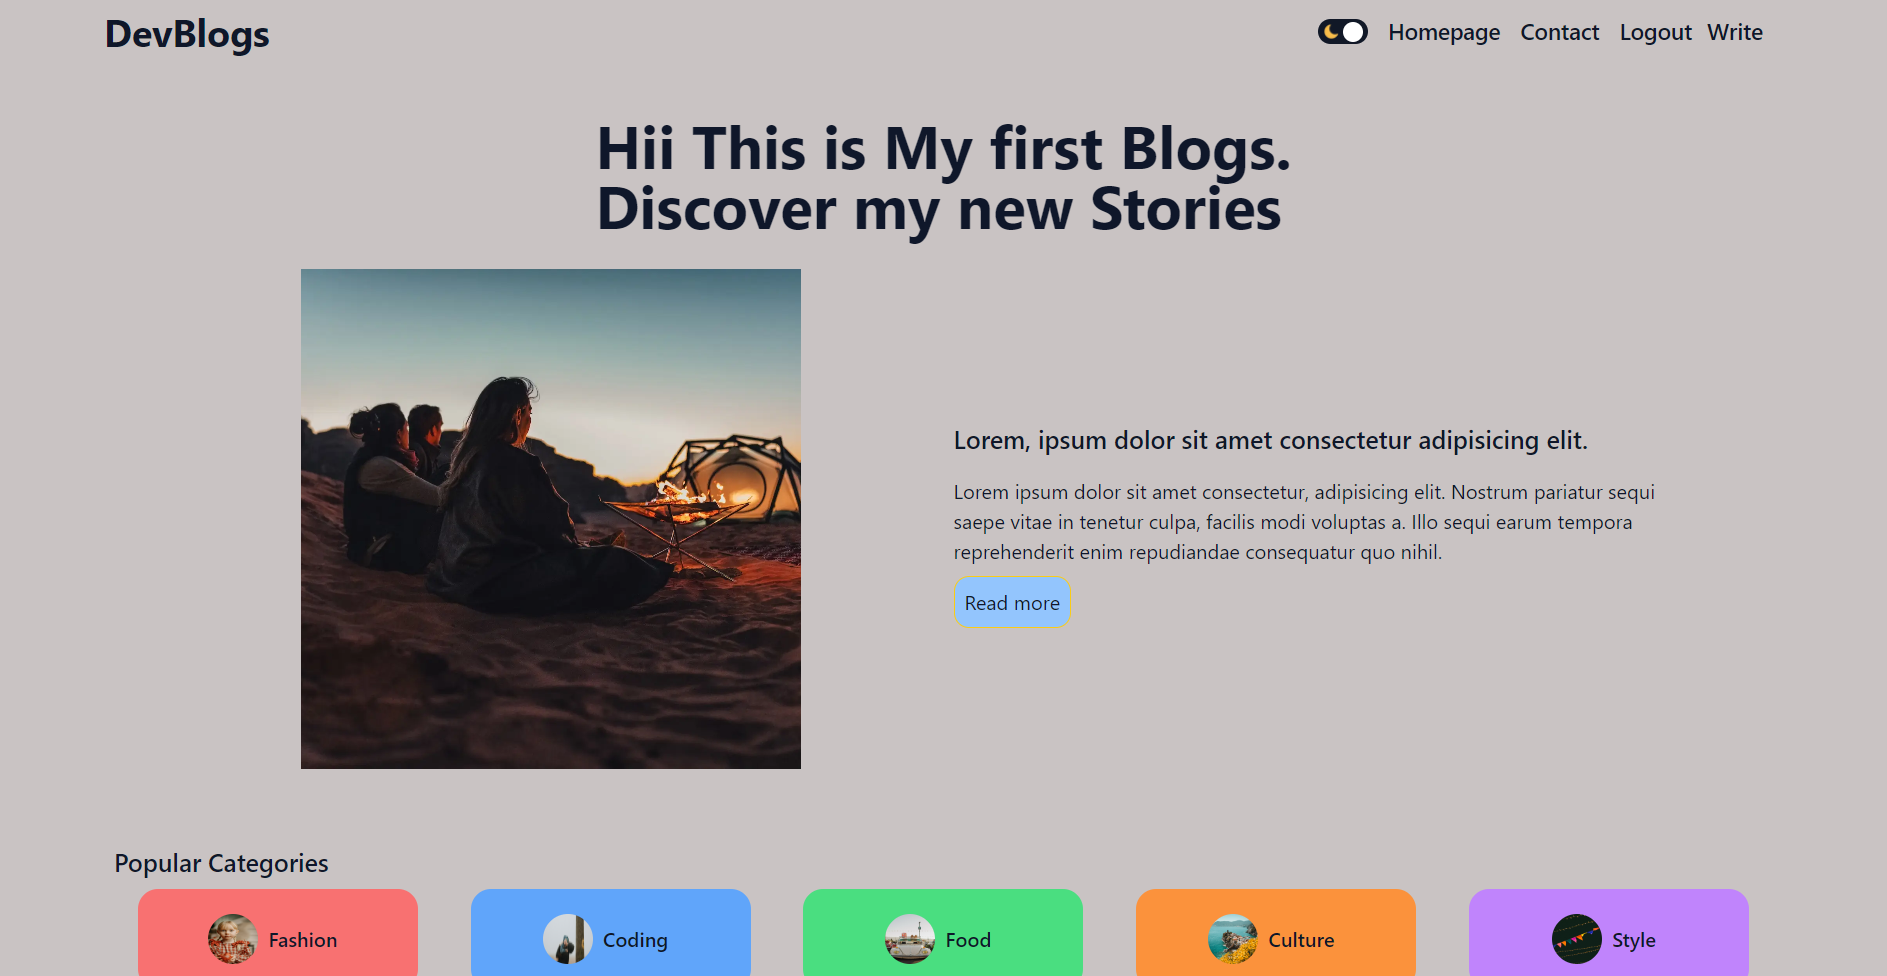 DevBlogs
Homepage Contact Logout Write
Hii This is My first Blogs.
Discover my new Stories
Lorem, ipsum dolor sit amet consectetur adipisicing elit.
Lorem ipsum dolor sit amet consectetur, adipisicing elit. Nostrum pariatur sequi
saepe vitae in tenetur culpa, facilis modi voluptas a. Illo sequi earum tempora
reprehenderit enim repudiandae consequatur quo nihil.
Read more
Popular Categories
Fashion Coding Food Culture Style